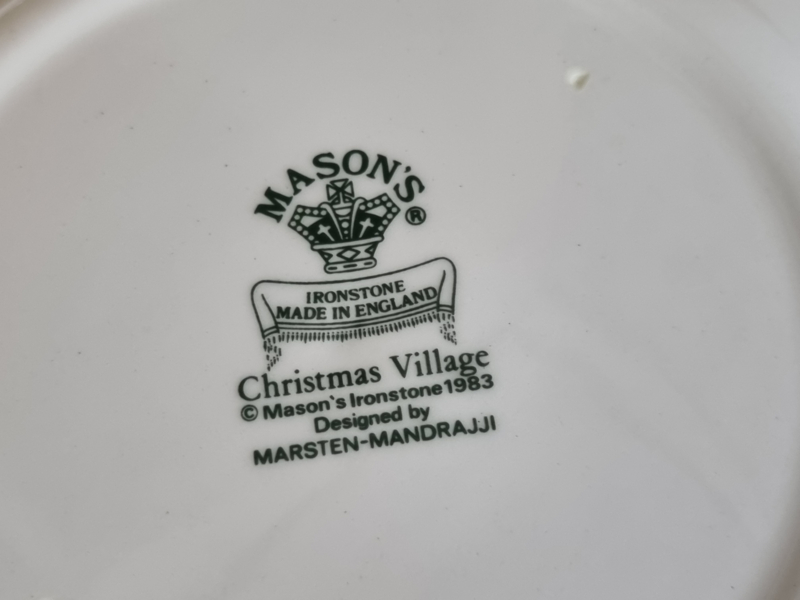 MASON'S
®
IRONSTONE
MADE IN ENGLAND
Christmas Village
© Mason`s Ironstone 1983
Designed by
MARSTEN-MANDRAJJI